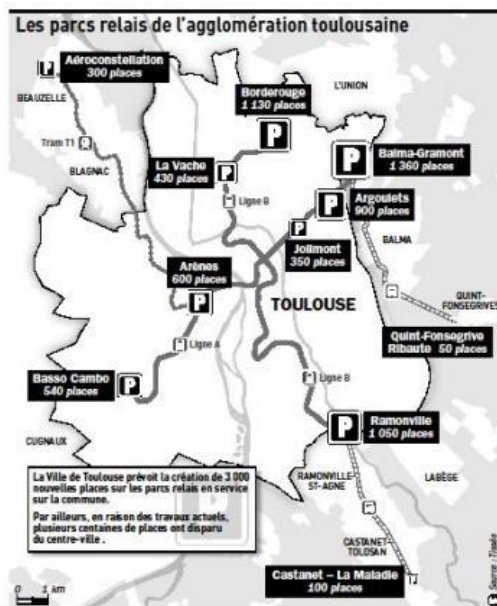 Les parcs relais de l'agglomération toulousaine
Aéroconstellation
300 places
BEAUZELLE
Borderouge
1 130 places
L'UNION
Tram T1
BLAGNAC
La Vache
430 places
Ligne B
Balma-Gramont
1 360 places
Argoulets
900 places
Jolimont
350 places
BALMA
Arènes
600 places
TOULOUSE
QUINT-
FONSEGRIVES
Quint-Fonsegrive
Ribaute 50 places
Ligne A
Basso Cambo
540 places
Ligne B
Ramonville
1 050 places
CUGNAUX
RAMONVILLE-
ST-AGNE
LABÈGE
La Ville de Toulouse prévoit la création de 3 000
nouvelles places sur les parcs relais en service
sur la commune.
Par ailleurs, en raison des travaux actuels,
plusieurs centaines de places ont disparu
du centre-ville .
CASTANET-
TOLOSAN
Castanet – La Maladie
100 places
0 1 km
Source : Tisséo